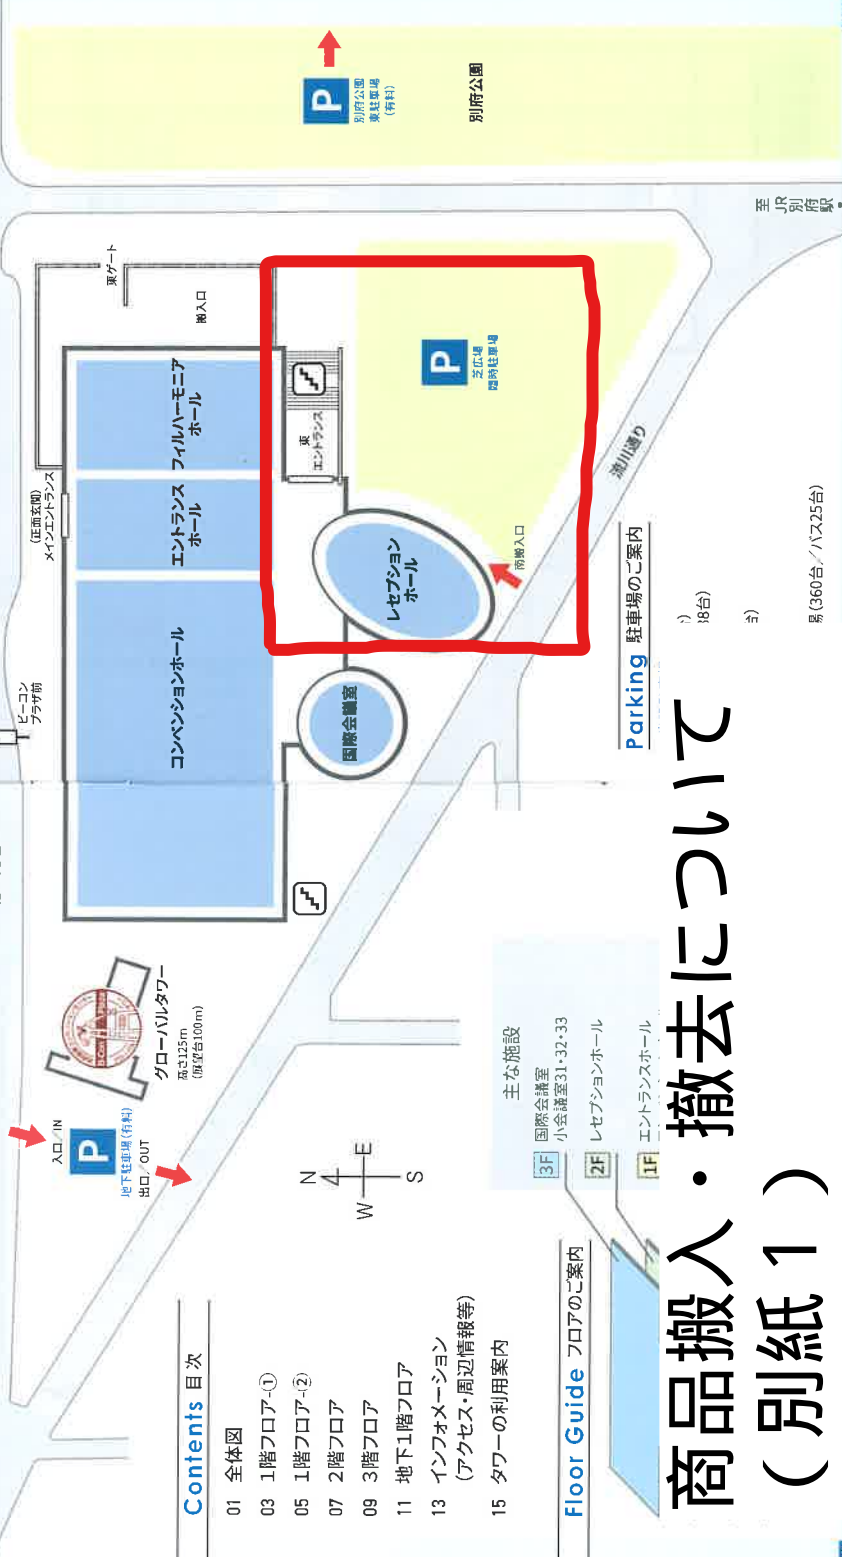 商品搬入・撤去について
(別紙1)
別府公園
P
別府公園
東駐車場
(有料)
至
JR
別
府
駅
東ゲート
搬入口
(正面玄関)
メインエントランス
フィルハーモニア
ホール
エントランス
ホール
コンベンションホール
東
エントランス
P
芝広場
臨時駐車場
レセプション
ホール
南搬入口
流川通り
国際会議室
ビーコン
プラザ前
グローバルタワー
高さ125m
(展望台100m)
入口/IN
P
地下駐車場(有料)
出口/OUT
N
E
W
S
Parking 駐車場のご案内
台)
易(360台/バス25台)
Contents 目次
01 全体図
03 1階フロア-①
05 1階フロア-②
07 2階フロア
09 3階フロア
11 地下1階フロア
13 インフォメーション
(アクセス・周辺情報等)
15 タワーの利用案内
Floor Guide フロアのご案内
主な施設
3F 国際会議室
小会議室31・32・33
2F レセプションホール
1F エントランスホール